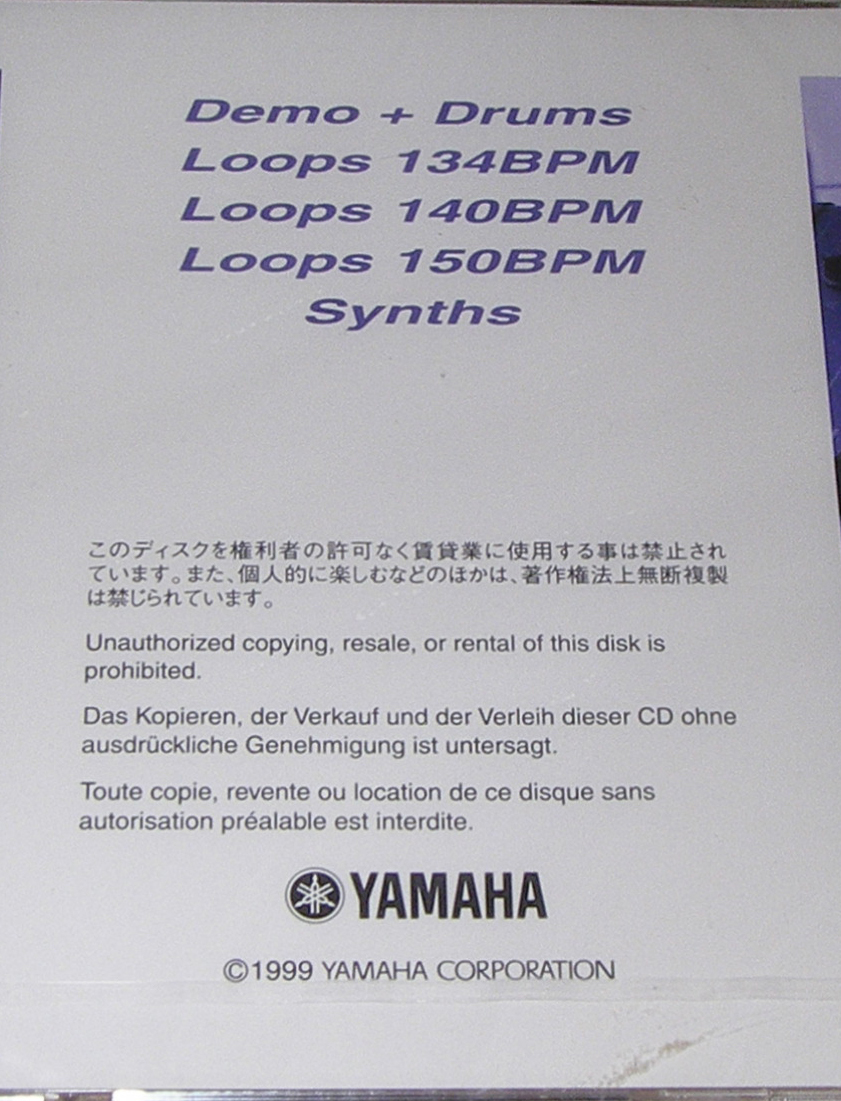 Demo + Drums
Loops 134BPM
Loops 140BPM
Loops 150BPM
Synths
このディスクを権利者の許可なく賃貸業に使用する事は禁止され
ています。また、個人的に楽しむなどのほかは、著作権法上無断複製
は禁じられています。
Unauthorized copying, resale, or rental of this disk is
prohibited.
Das Kopieren, der Verkauf und der Verleih dieser CD ohne
ausdrückliche Genehmigung ist untersagt.
Toute copie, revente ou location de ce disque sans
autorisation préalable est interdite.
YAMAHA
©1999 YAMAHA CORPORATION